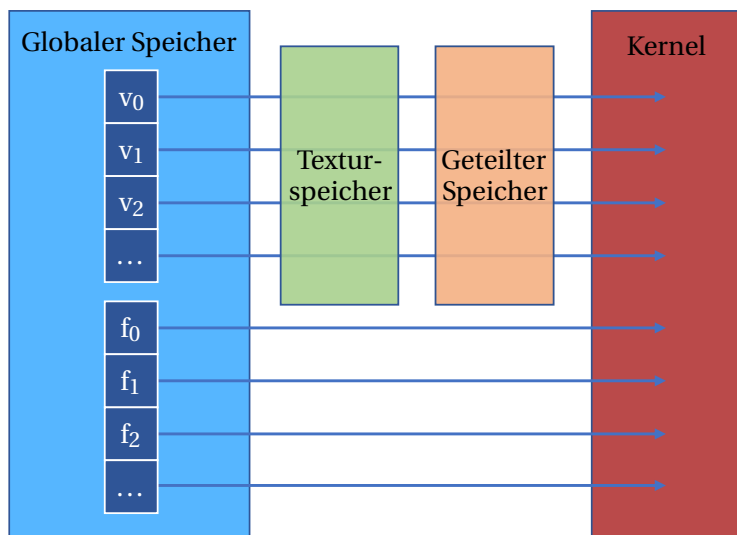 Globaler Speicher
Kernel
v0
v1
v2
...
Textur-
speicher
Geteilter
Speicher
f0
f1
f2
...